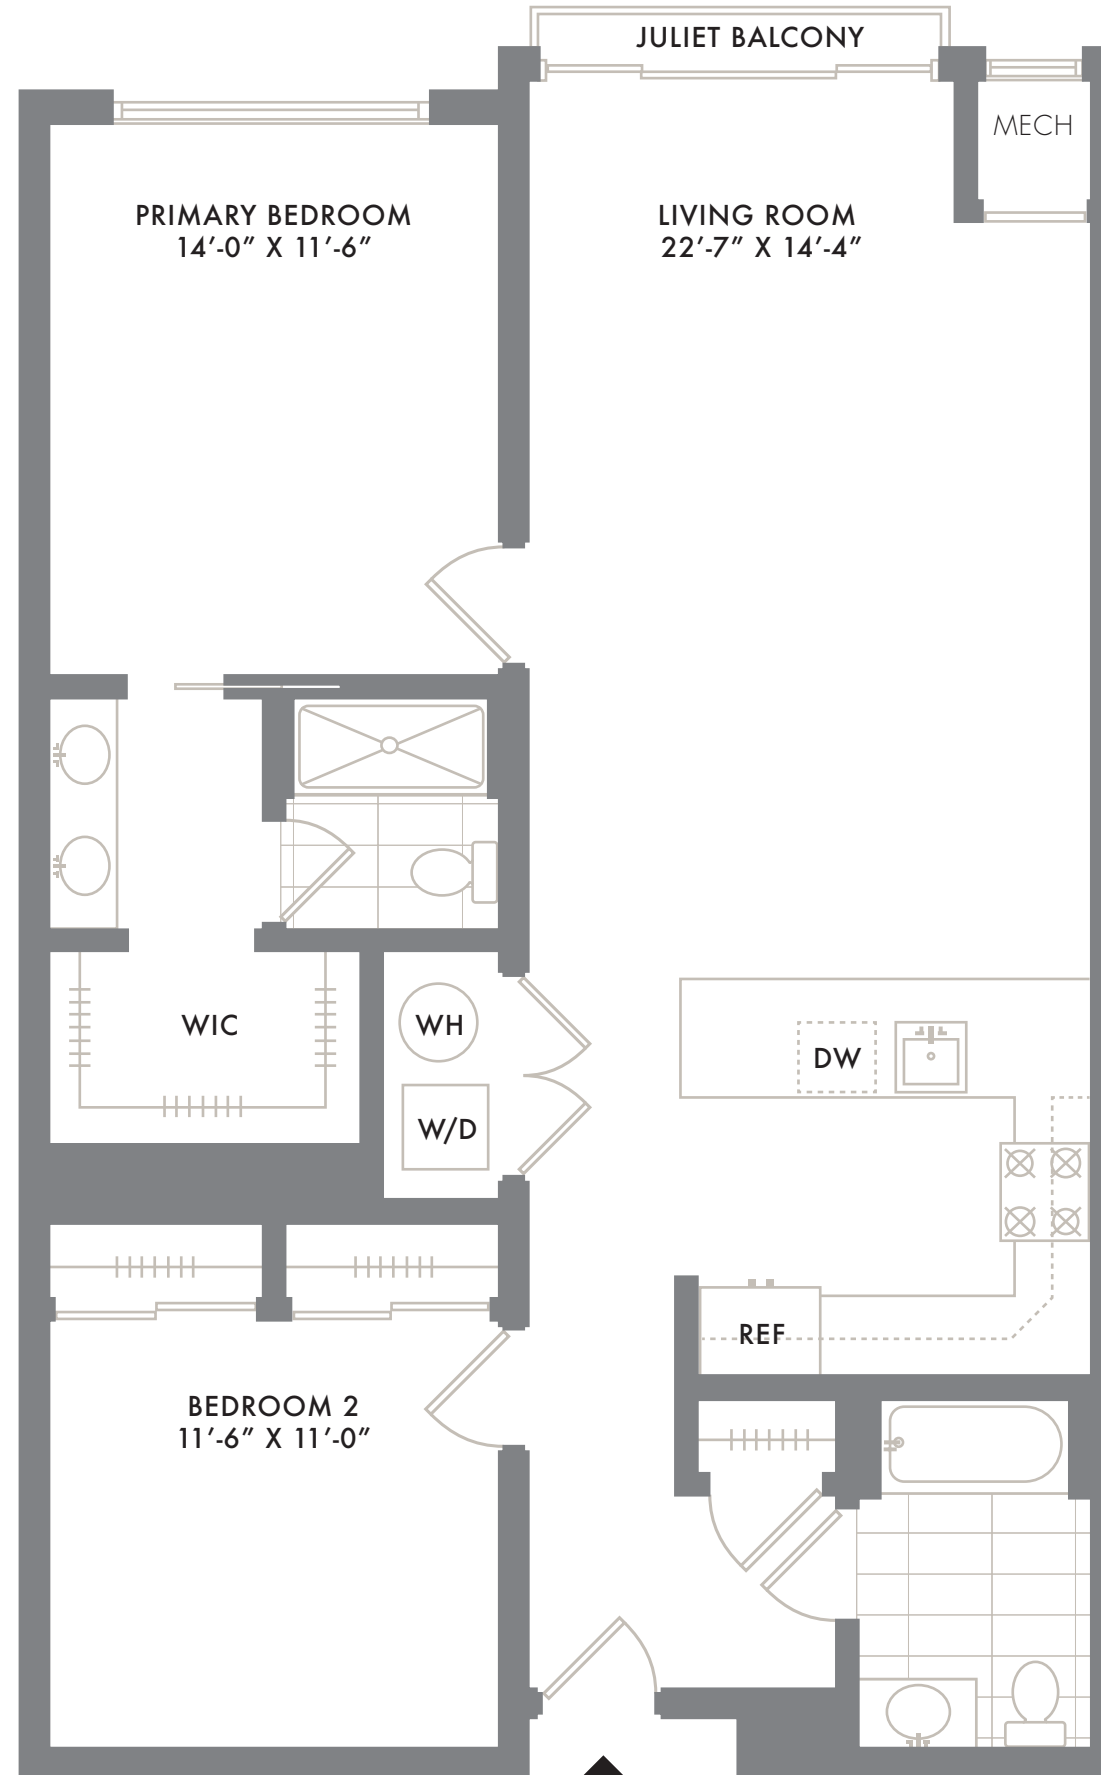 JULIET BALCONY
MECH
PRIMARY BEDROOM
14'-0" X 11'-6"
LIVING ROOM
22'-7" X 14'-4"
WIC
WH
W/D
DW
REF
BEDROOM 2
11'-6" X 11'-0"